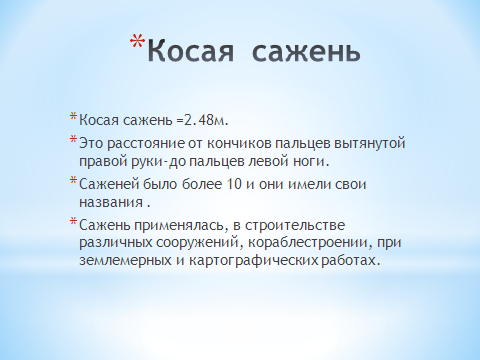 *Косая сажень
*Косая сажень =2.48м.
*Это расстояние от кончиков пальцев вытянутой
правой руки-до пальцев левой ноги.
*Саженей было более 10 и они имели свои
названия .
*Сажень применялась, в строительстве
различных сооружений, кораблестроении, при
землемерных и картографических работах.